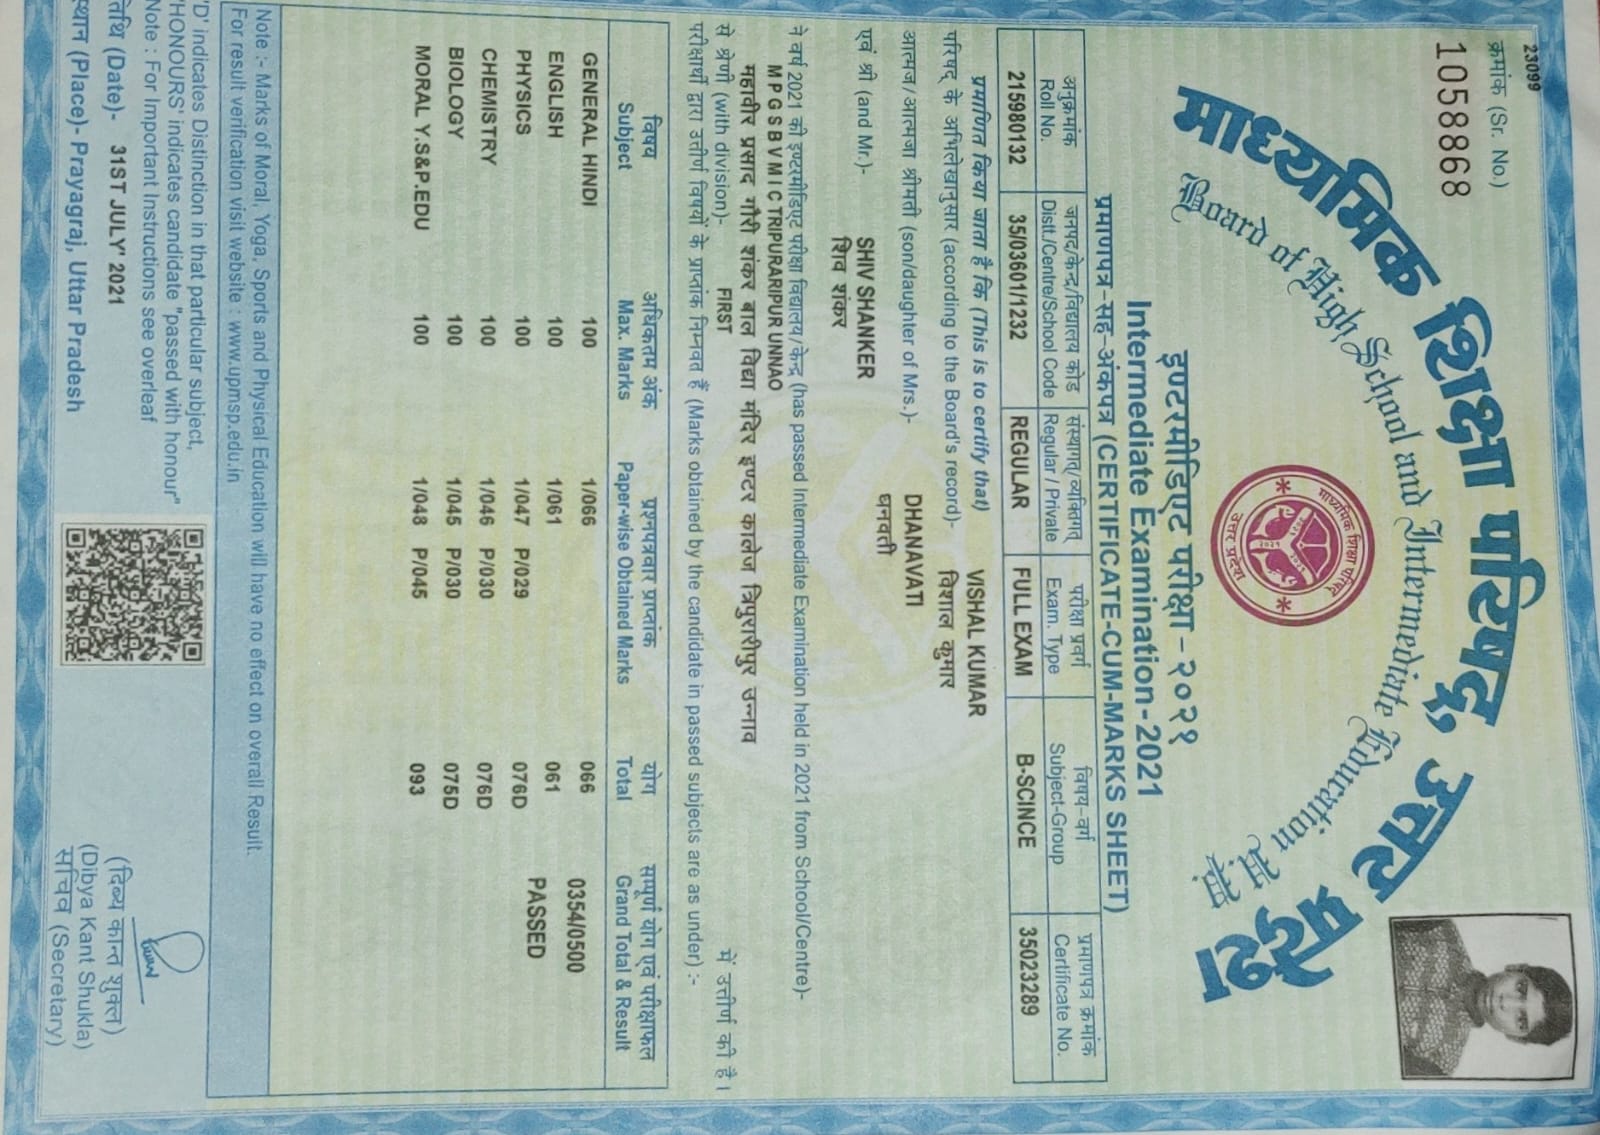 23099
क्रमांक (Sr. No.)
1058868
माध्यमिक शिक्षा परिषद्, उत्तर प्रदेश
Board of High School and Intermediate Education U.P.
माध्यमिक शिक्षा परिषद
उत्तर प्रदेश
इण्टरमीडिएट परीक्षा - २०२१
Intermediate Examination-2021
प्रमाणपत्र-सह-अंकपत्र (CERTIFICATE-CUM-MARKS SHEET)
अनुक्रमांक जनपद/केन्द्र/विद्यालय कोड संस्थागत/व्यक्तिगत परीक्षा प्रवर्ग विषय-वर्ग प्रमाणपत्र क्रमांक
Roll No. Distt./Centre/School Code Regular / Private Exam. Type Subject-Group Certificate No.
215980132 35/03601/1232 REGULAR FULL EXAM B-SCINCE 35023289
प्रमाणित किया जाता है कि (This is to certify that) VISHAL KUMAR
परिषद् के अभिलेखानुसार (according to the Board's record)- विशाल कुमार
आत्मज/आत्मजा श्रीमती (son/daughter of Mrs.)- DHANAVATI
धनवती
एवं श्री (and Mr.)- SHIV SHANKER
शिव शंकर
ने वर्ष 2021 की इण्टरमीडिएट परीक्षा विद्यालय/केन्द्र (has passed Intermediate Examination held in 2021 from School/Centre)-
M P G S B V M I C TRIPURARIPUR UNNAO
महावीर प्रसाद गौरी शंकर बाल विद्या मंदिर इण्टर कालेज त्रिपुरारीपुर उन्नाव
से श्रेणी (with division)- FIRST में उत्तीर्ण की है।
परीक्षार्थी द्वारा उत्तीर्ण विषयों के प्राप्तांक निम्नवत हैं (Marks obtained by the candidate in passed subjects are as under) :-
विषय अधिकतम अंक प्रश्नपत्रवार प्राप्तांक योग सम्पूर्ण योग एवं परीक्षाफल
Subject Max. Marks Paper-wise Obtained Marks Total Grand Total & Result
GENERAL HINDI 100 1/066 066 0354/0500
ENGLISH 100 1/061 061 PASSED
PHYSICS 100 1/047 P/029 076D
CHEMISTRY 100 1/046 P/030 076D
BIOLOGY 100 1/045 P/030 075D
MORAL Y.S&P.EDU 100 1/048 P/045 093
Note :- Marks of Moral, Yoga, Sports and Physical Education will have no effect on overall Result.
For result verification visit website : www.upmsp.edu.in
'D' indicates Distinction in that particular subject,
'HONOURS' indicates candidate "passed with honour"
Note : For Important Instructions see overleaf
तिथि (Date)- 31ST JULY' 2021
स्थान (Place)- Prayagraj, Uttar Pradesh
(दिब्य कान्त शुक्ल)
(Dibya Kant Shukla)
सचिव (Secretary)